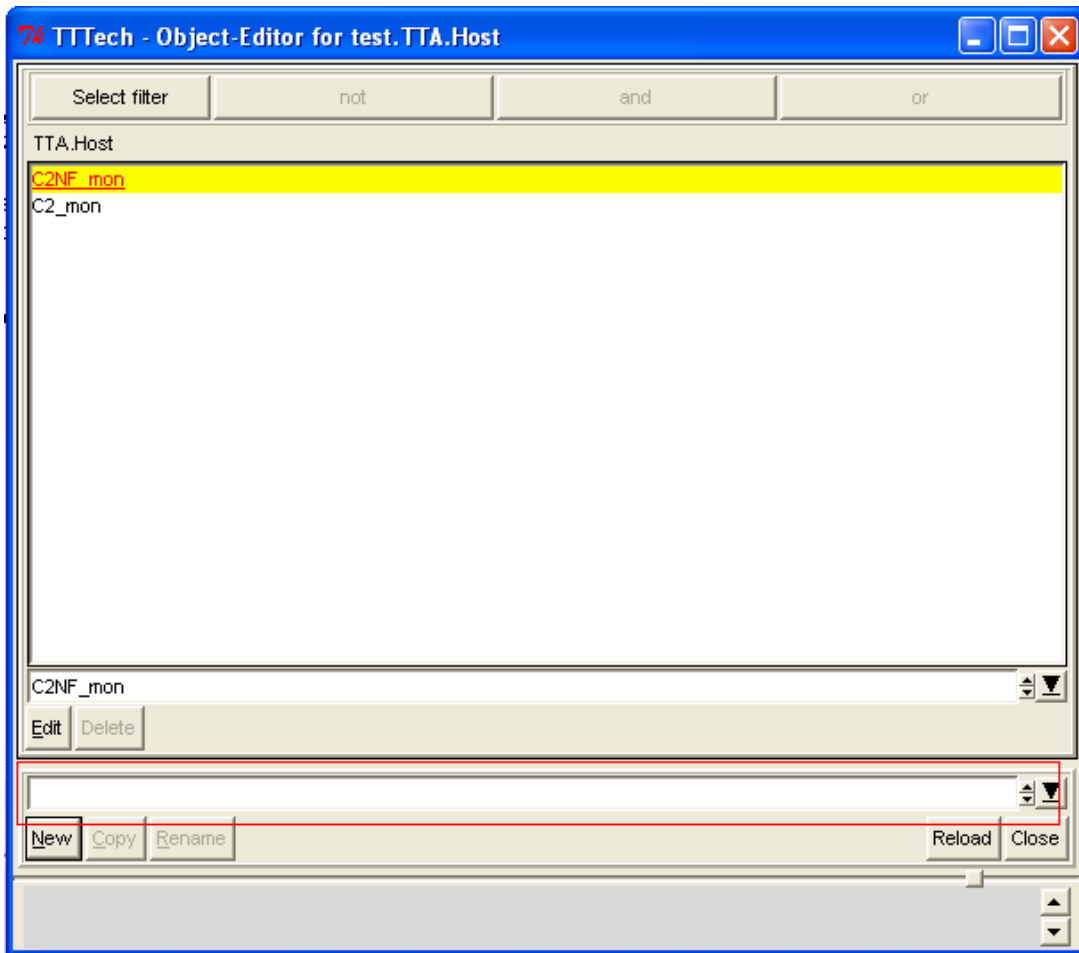 TTTech - Object-Editor for test.TTA.Host
Select filter not and or
TTA.Host
C2NF_mon
C2_mon
C2NF_mon
Edit Delete
New Copy Rename Reload Close